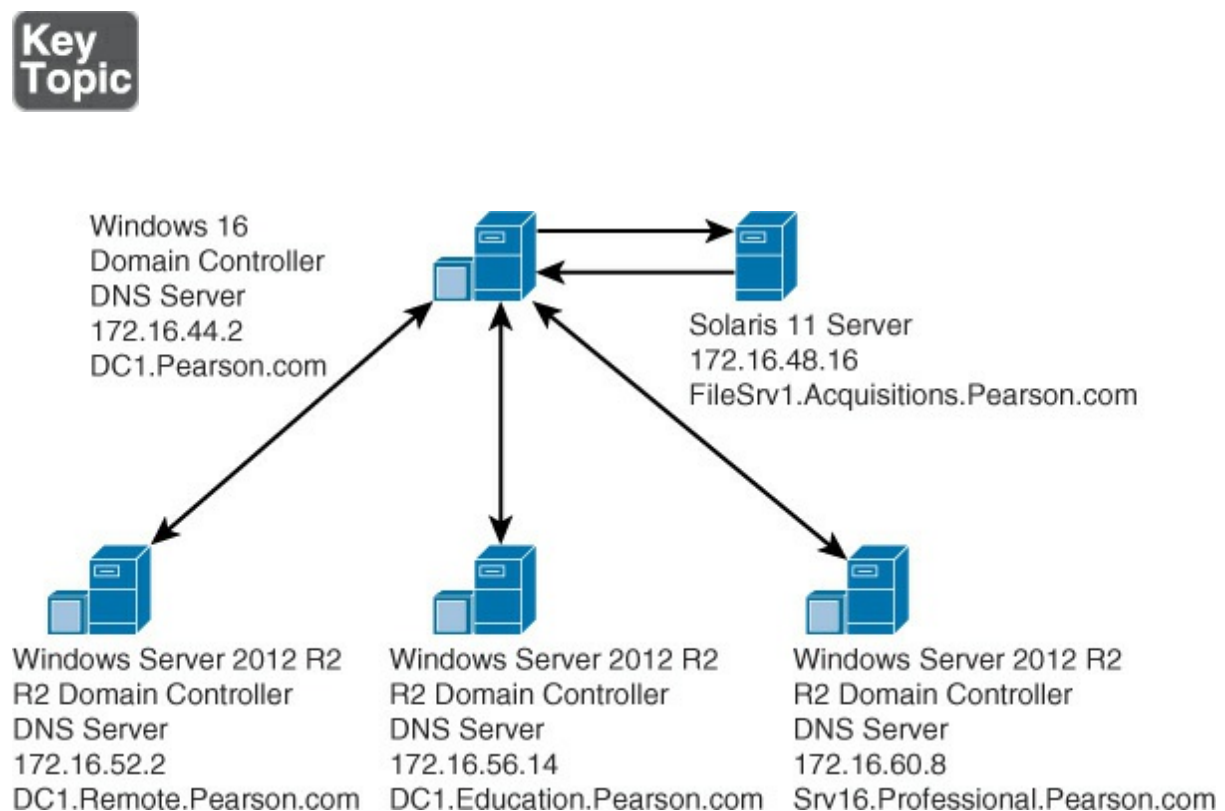 Key
Topic
Windows 16
Domain Controller
DNS Server
172.16.44.2
DC1.Pearson.com
Solaris 11 Server
172.16.48.16
FileSrv1.Acquisitions.Pearson.com
Windows Server 2012 R2
R2 Domain Controller
DNS Server
172.16.52.2
DC1.Remote.Pearson.com
Windows Server 2012 R2
R2 Domain Controller
DNS Server
172.16.56.14
DC1.Education.Pearson.com
Windows Server 2012 R2
R2 Domain Controller
DNS Server
172.16.60.8
Srv16.Professional.Pearson.com